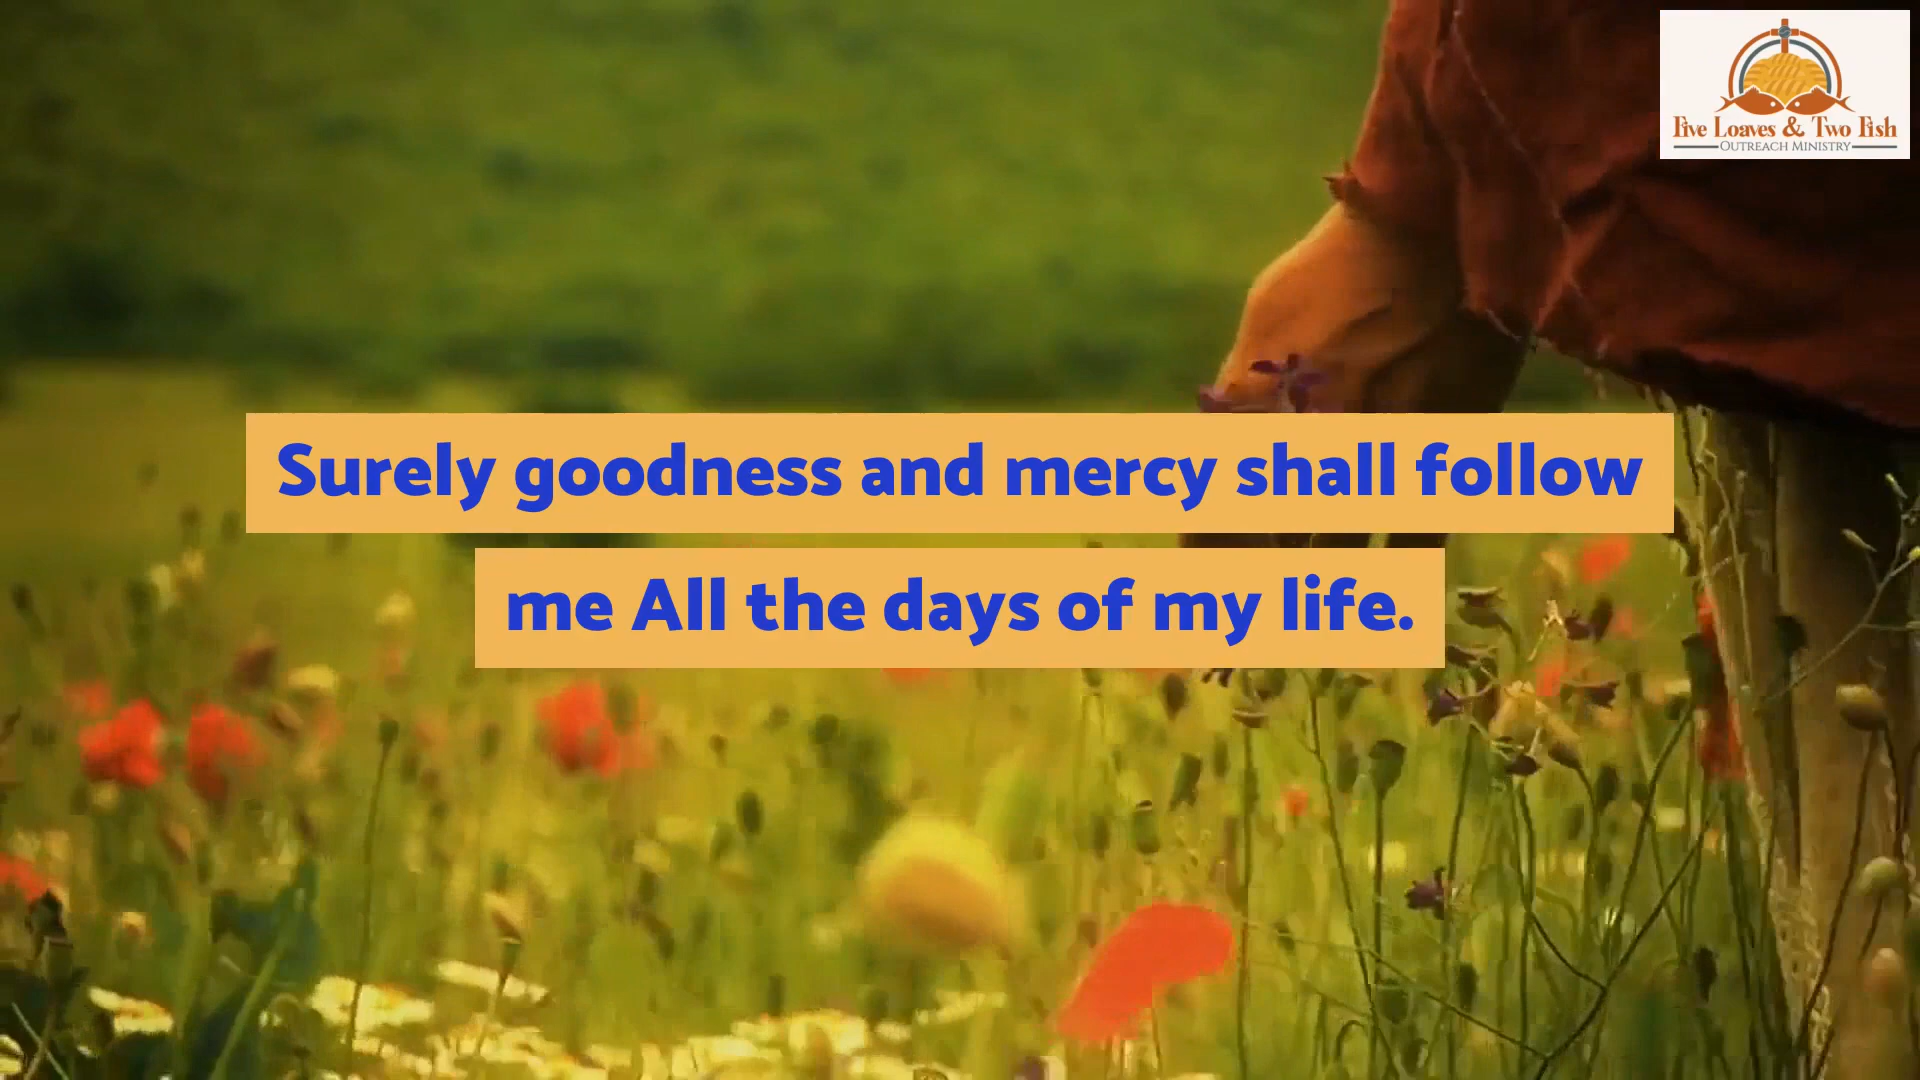 Five Loaves & Two Fish
Outreach Ministry
Surely goodness and mercy shall follow
me All the days of my life.